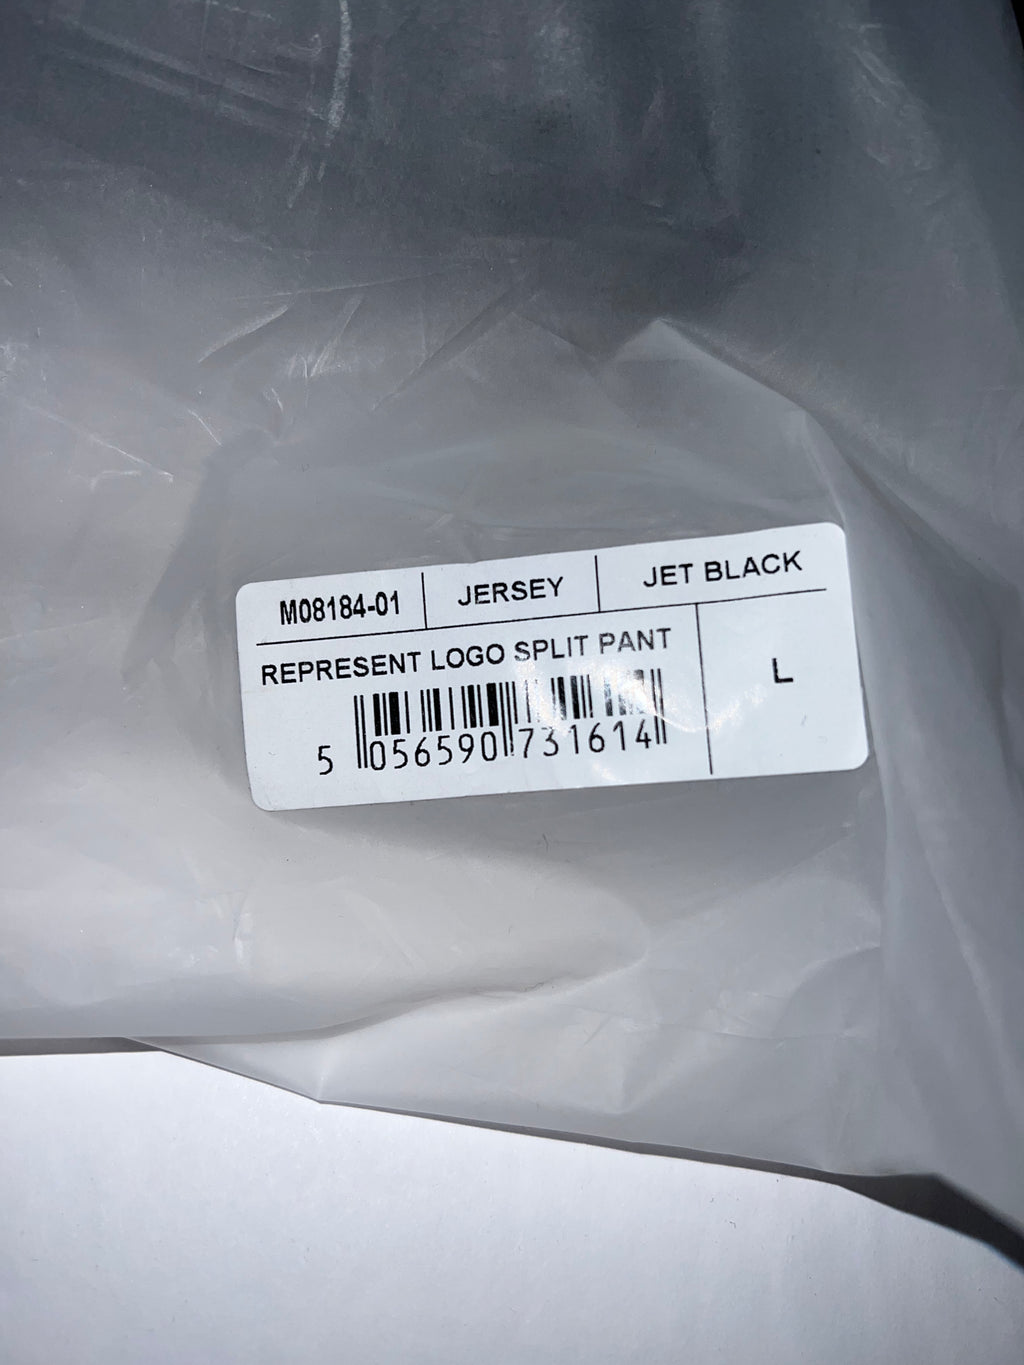 M08184-01 JERSEY JET BLACK
REPRESENT LOGO SPLIT PANT
L
5 056590 731614